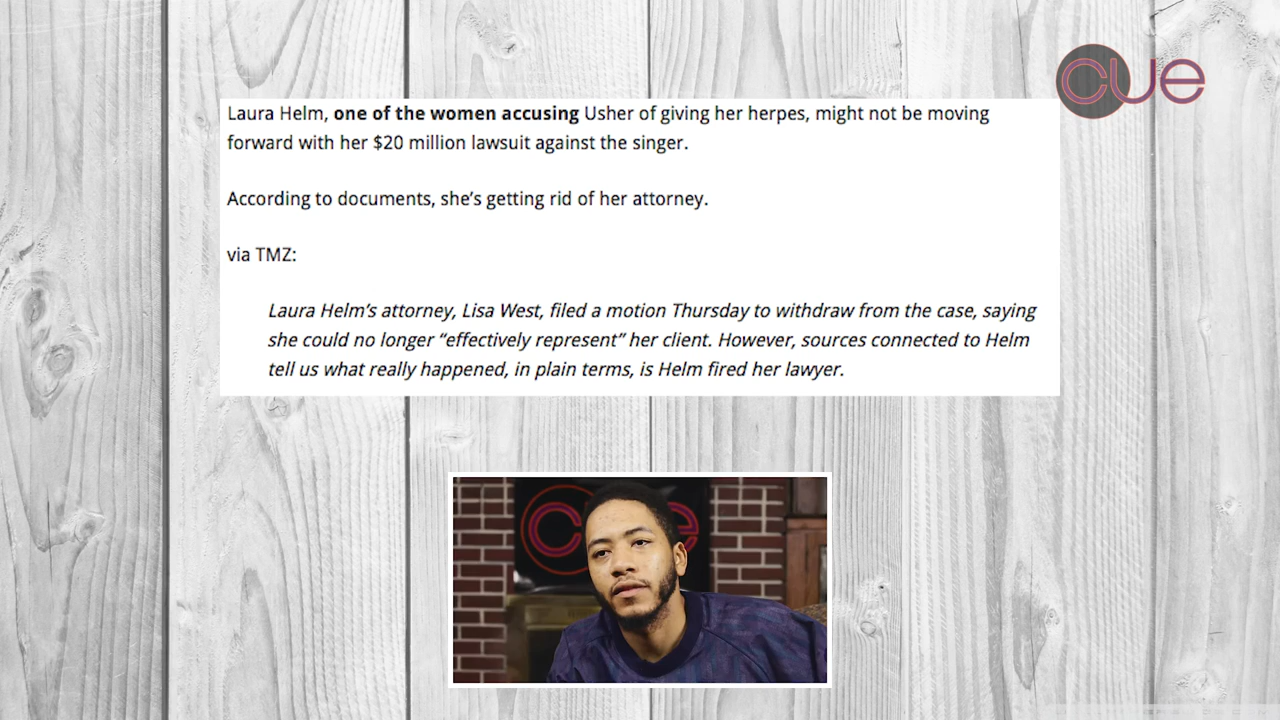 cue
Laura Helm, one of the women accusing Usher of giving her herpes, might not be moving
forward with her $20 million lawsuit against the singer.
According to documents, she’s getting rid of her attorney.
via TMZ:
Laura Helm’s attorney, Lisa West, filed a motion Thursday to withdraw from the case, saying
she could no longer “effectively represent” her client. However, sources connected to Helm
tell us what really happened, in plain terms, is Helm fired her lawyer.